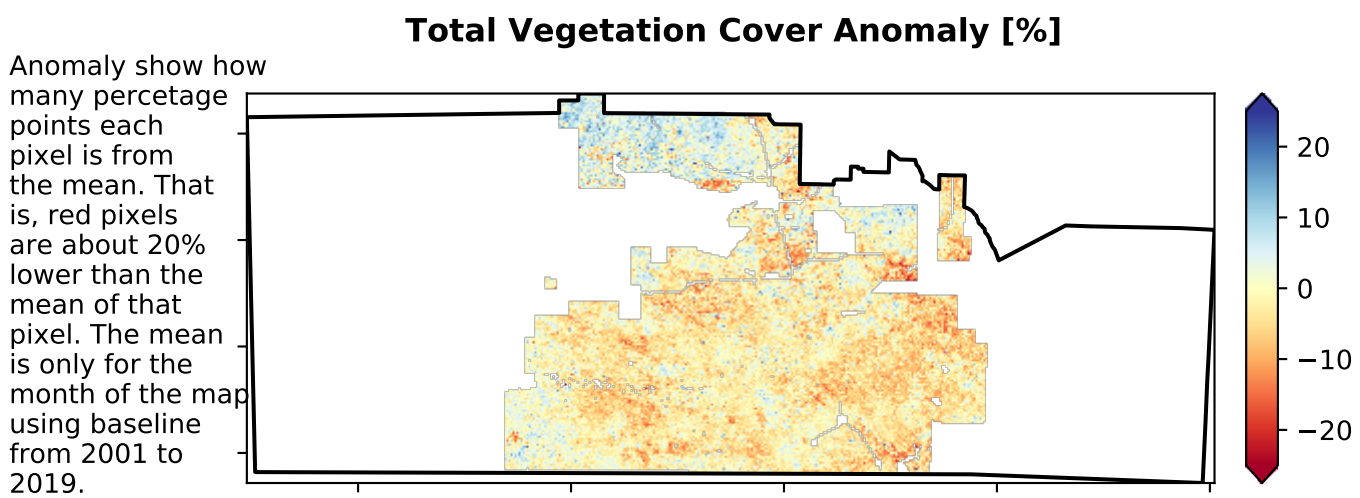 Total Vegetation Cover Anomaly [%]
Anomaly show how
many percetage
points each
pixel is from
the mean. That
is, red pixels
are about 20%
lower than the
mean of that
pixel. The mean
is only for the
month of the map
using baseline
from 2001 to
2019.
20
10
0
−10
−20